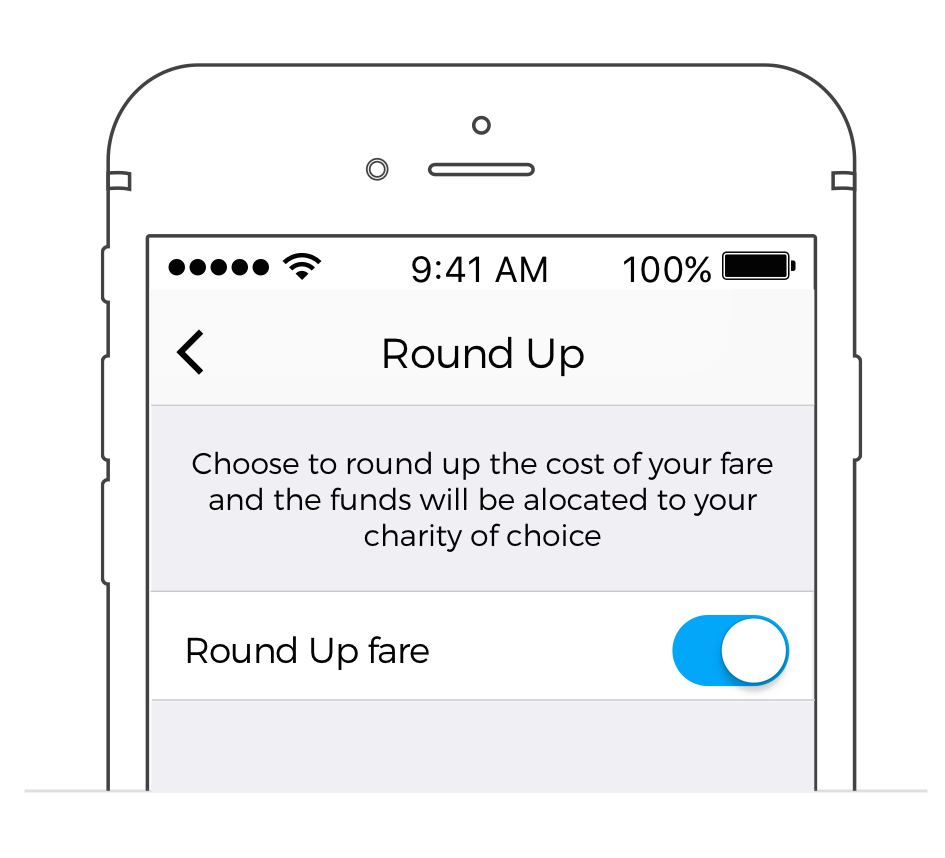 9:41 AM 100%
Round Up
Choose to round up the cost of your fare
and the funds will be alocated to your
charity of choice
Round Up fare